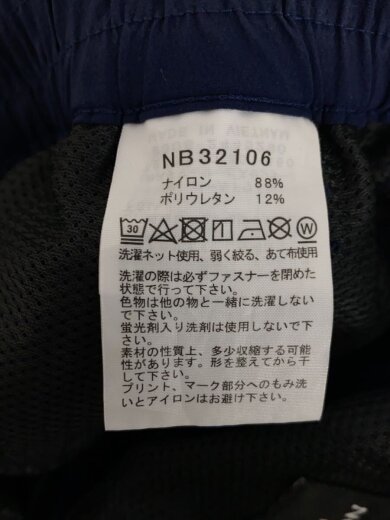 MADE IN VIETNAM
NB32106
ナイロン 88%
ポリウレタン 12%
30
洗濯ネット使用、弱く絞る、あて布使用
洗濯の際は必ずファスナーを閉めた
状態で行って下さい。
色物は他の物と一緒に洗濯しない
で下さい。
蛍光剤入り洗剤は使用しないで下
さい。
素材の性質上、多少収縮する可能
性があります。形を整えてから干
して下さい。
プリント、マーク部分へのもみ洗
いとアイロンはお避け下さい。